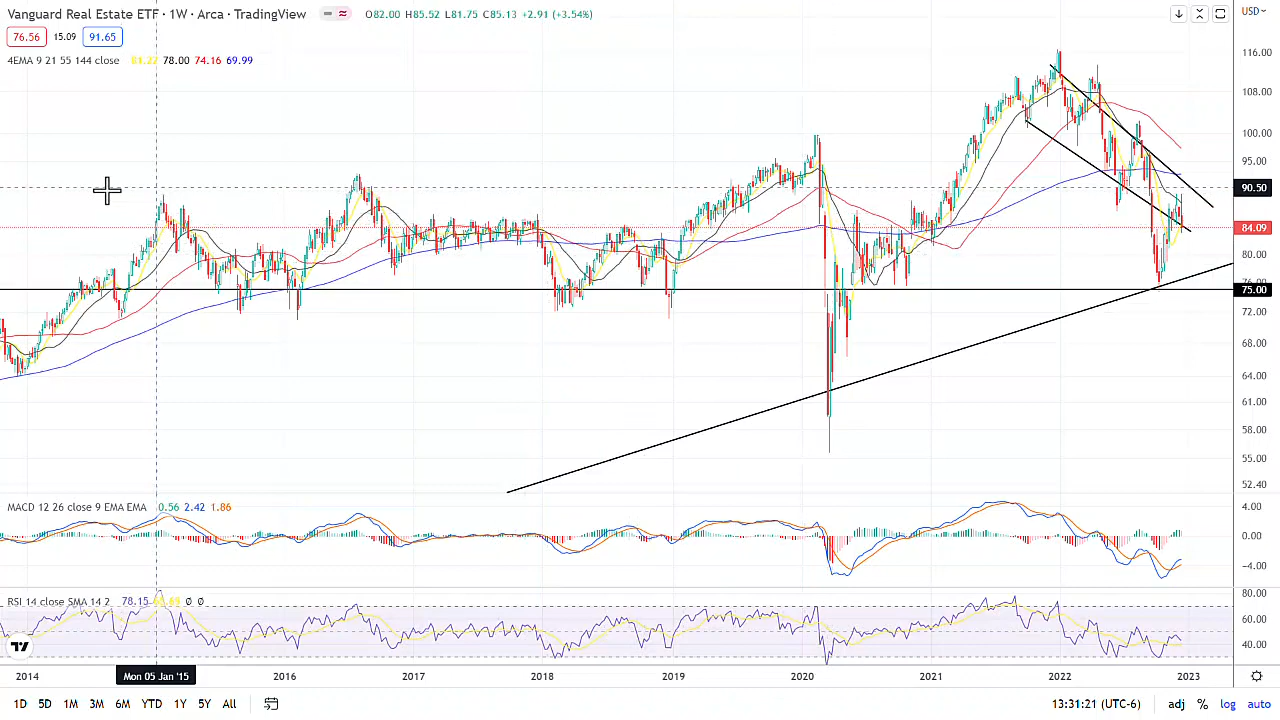 Vanguard Real Estate ETF · 1W · Arca · TradingView O82.00 H85.52 L81.75 C85.13 +2.91 (+3.54%)
USD
76.56 15.09 91.65
4EMA 9 21 55 144 close 81.22 78.00 74.16 69.99
116.00
108.00
100.00
95.00
90.50
84.09
80.00
76.00
75.00
72.00
68.00
64.00
61.00
58.00
55.00
52.40
MACD 12 26 close 9 EMA EMA 0.56 2.42 1.86
4.00
0.00
−4.00
RSI 14 close SMA 14 2 78.15 Ø Ø
80.00
60.00
40.00
2014 Mon 05 Jan '15 2016 2017 2018 2019 2020 2021 2022 2023
1D 5D 1M 3M 6M YTD 1Y 5Y All 13:31:21 (UTC-6) adj % log auto